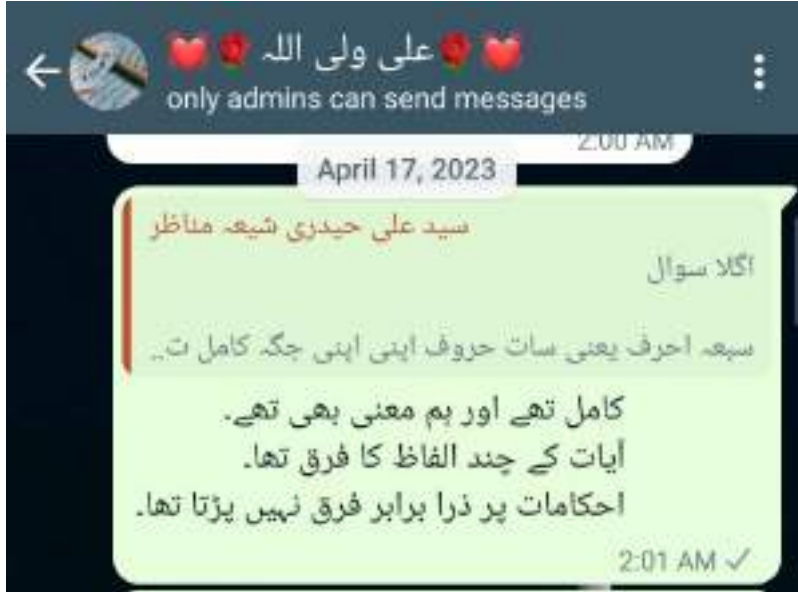 ❤️🌹علی ولی اللہ 🌹❤️
only admins can send messages
2:00 AM
April 17, 2023
سید علی حیدری شیعہ مناظر
اگلا سوال
سبعہ احرف یعنی سات حروف اپنی اپنی جگہ کامل ت...
کامل تھے اور ہم معنی بھی تھے۔
آیات کے چند الفاظ کا فرق تھا۔
احکامات پر ذرا برابر فرق نہیں پڑتا تھا۔
2:01 AM